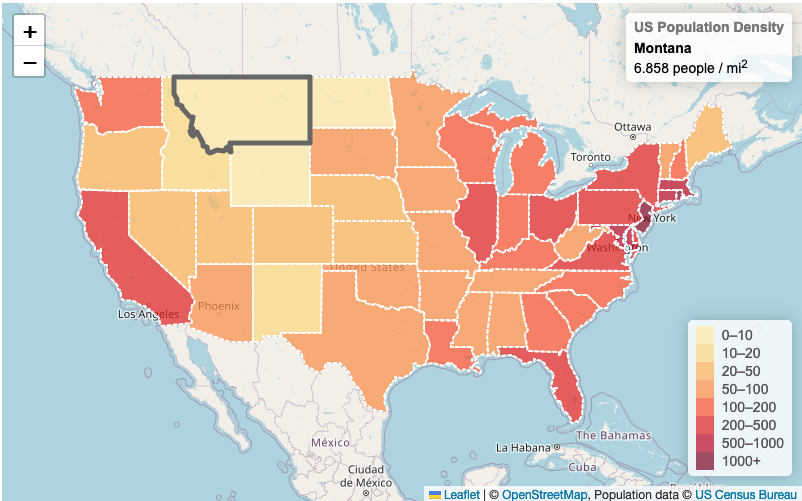 +
−
US Population Density
Montana
6.858 people / mi2
Ottawa
Toronto
New York
Washington
United States
Los Angeles
Phoenix
0–10
10–20
20–50
50–100
100–200
200–500
500–1000
1000+
The Bahamas
La Habana
Cuba
México
Ciudad
de México
Leaflet | © OpenStreetMap, Population data © US Census Bureau